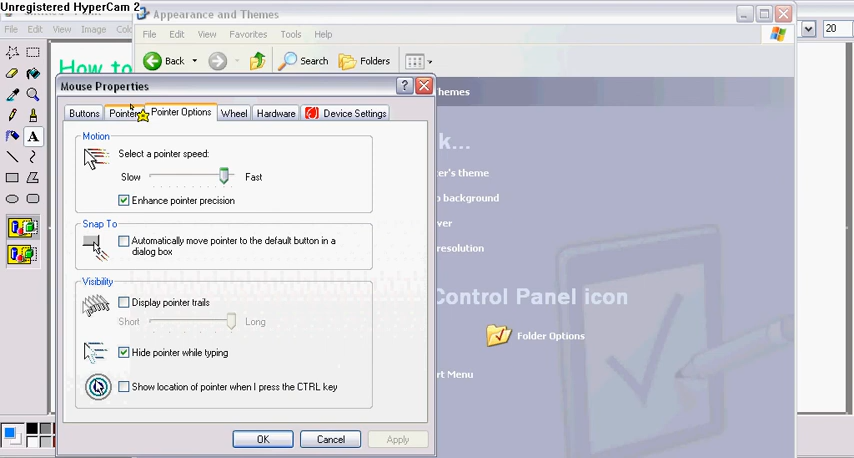 Unregistered HyperCam 2
Appearance and Themes
File Edit View Image
File Edit View Favorites Tools Help
20
Back Search Folders
How to
Mouse Properties
Themes
Buttons Pointer Pointer Options Wheel Hardware Device Settings
Motion
Select a pointer speed:
Slow Fast
Enhance pointer precision
Snap To
Automatically move pointer to the default button in a
dialog box
Visibility
Display pointer trails
Short Long
Hide pointer while typing
Show location of pointer when I press the CTRL key
OK Cancel Apply
k...
er's theme
background
ver
resolution
Control Panel icon
Folder Options
rt Menu